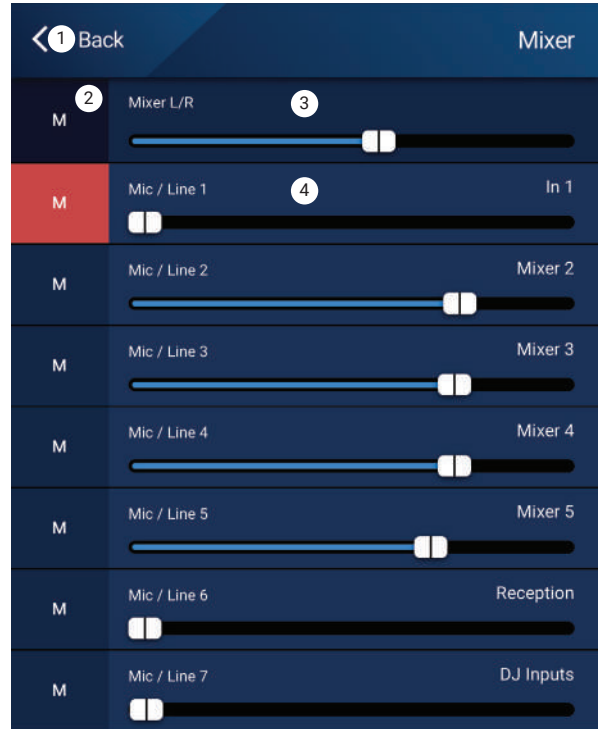 1 Back Mixer
2 Mixer L/R 3
M
Mic / Line 1 4 In 1
M
Mic / Line 2 Mixer 2
M
Mic / Line 3 Mixer 3
M
Mic / Line 4 Mixer 4
M
Mic / Line 5 Mixer 5
M
Mic / Line 6 Reception
M
Mic / Line 7 DJ Inputs
M